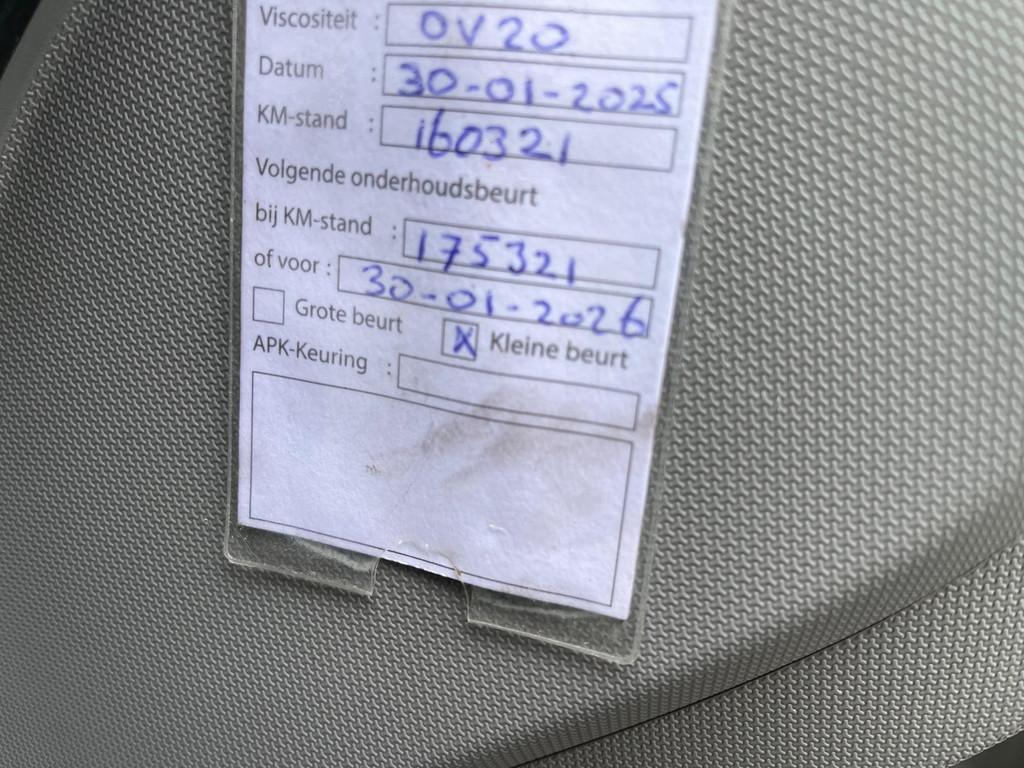 Viscositeit : 0V20
Datum : 30-01-2025
KM-stand : 160321
Volgende onderhoudsbeurt
bij KM-stand : 175321
of voor : 30-01-2026
Grote beurt X Kleine beurt
APK-Keuring :